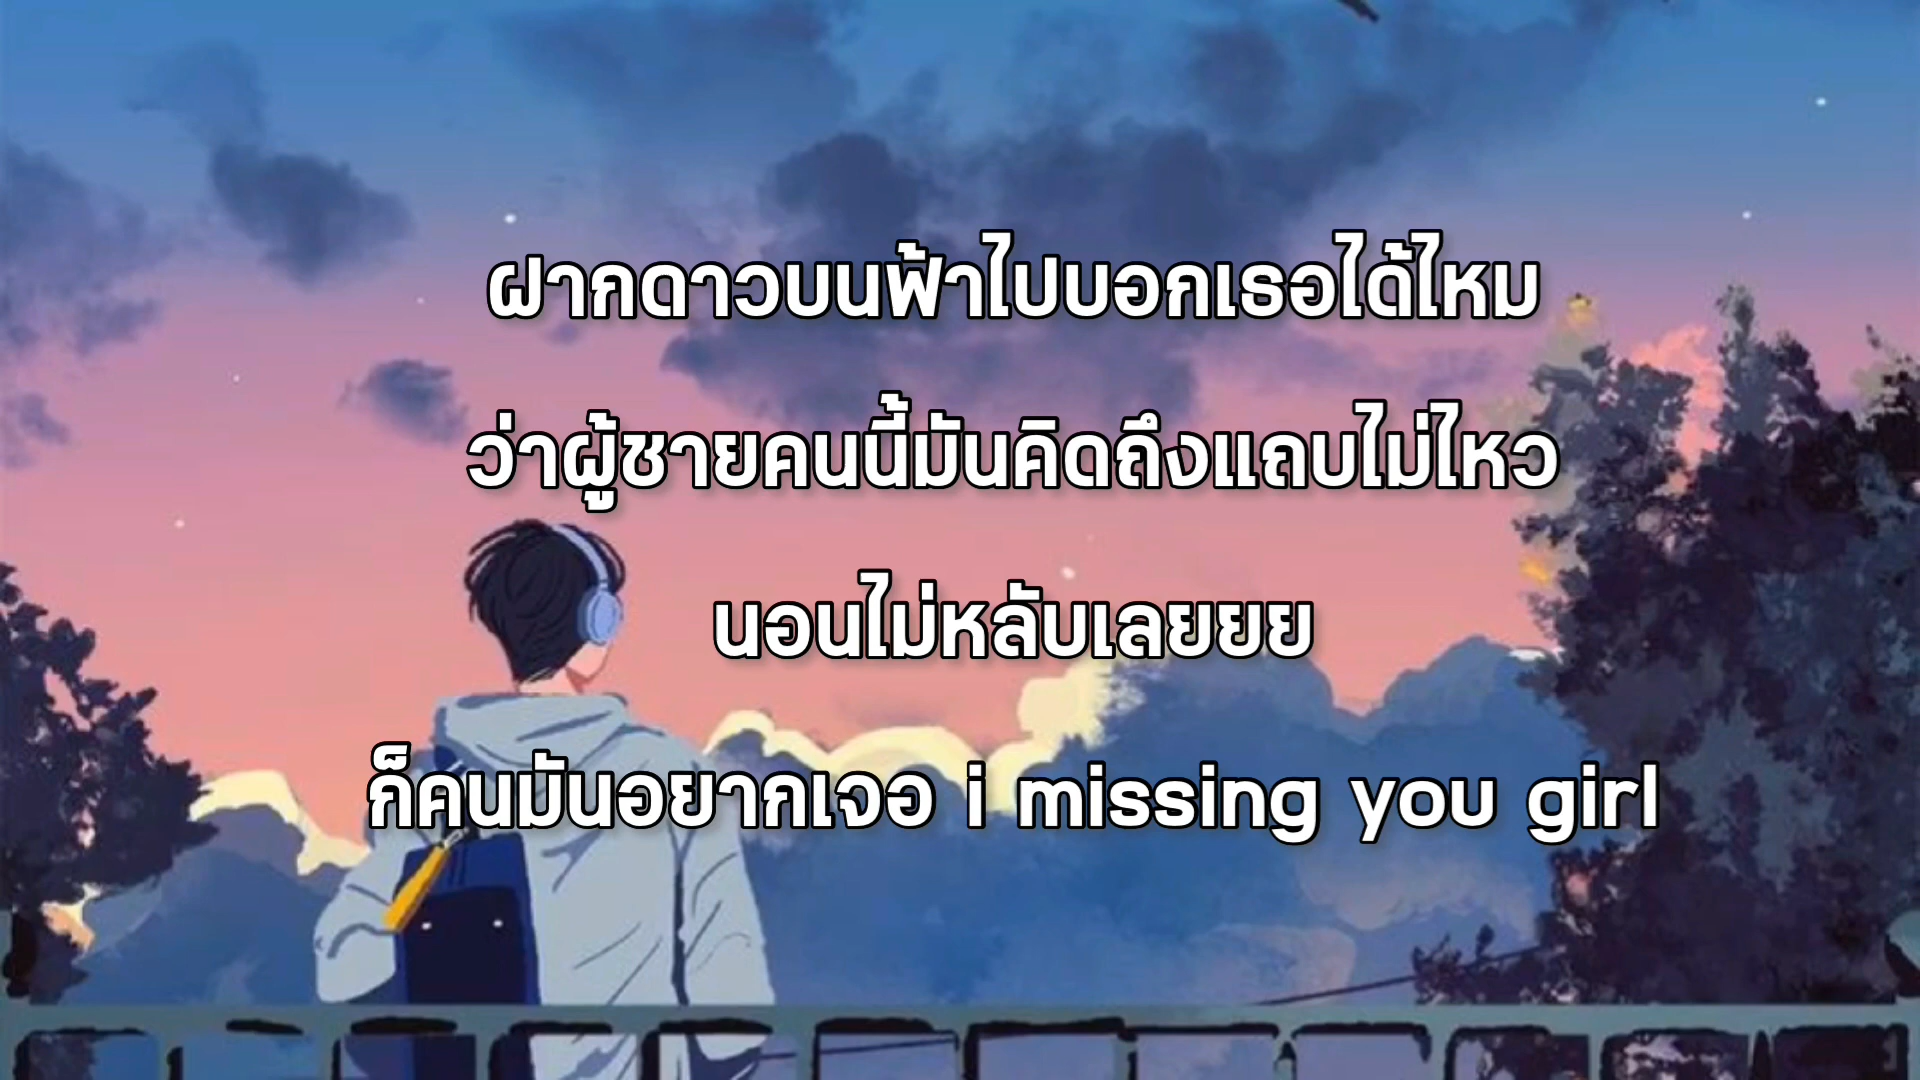 ฝากดาวบนฟ้าไปบอกเธอได้ไหม
ว่าผู้ชายคนนี้มันคิดถึงแถบไม่ไหว
นอนไม่หลับเลยยย
ก็คนมันอยากเจอ i missing you girl